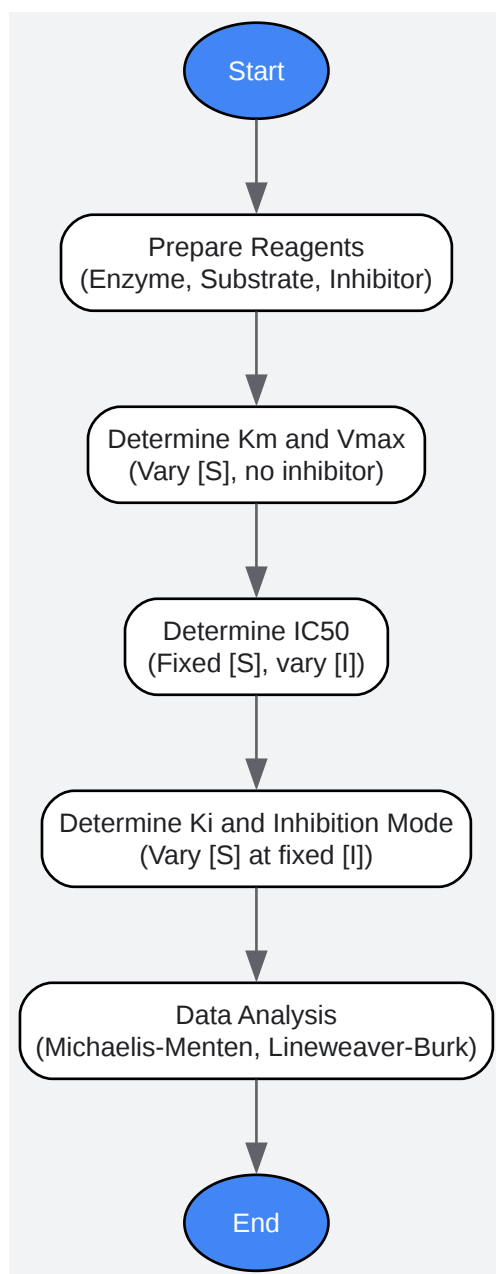 Start
Prepare Reagents
(Enzyme, Substrate, Inhibitor)
Determine Km and Vmax
(Vary [S], no inhibitor)
Determine IC50
(Fixed [S], vary [I])
Determine Ki and Inhibition Mode
(Vary [S] at fixed [I])
Data Analysis
(Michaelis-Menten, Lineweaver-Burk)
End